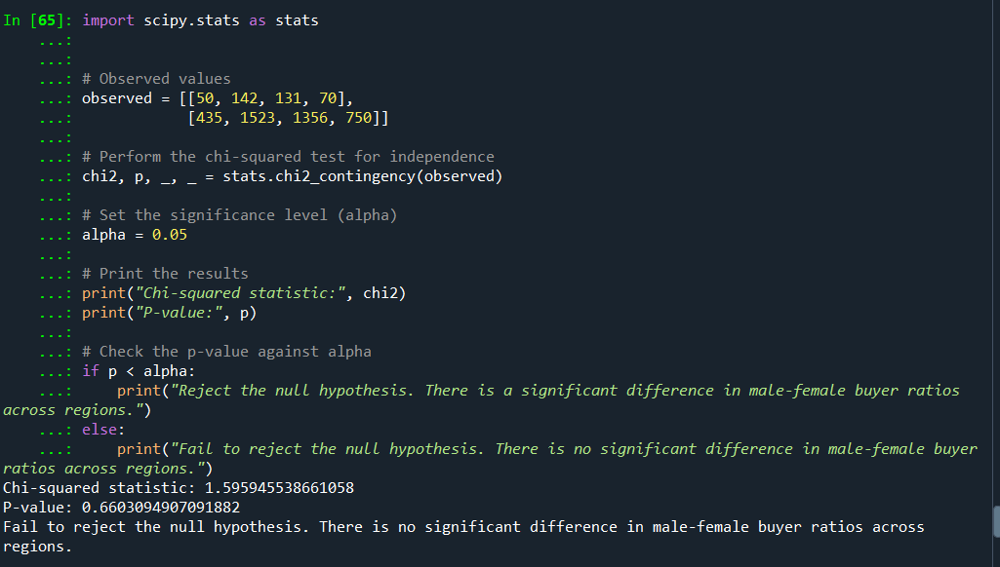 In [65]: import scipy.stats as stats
    ...:
    ...:
    ...: # Observed values
    ...: observed = [[50, 142, 131, 70],
    ...:             [435, 1523, 1356, 750]]
    ...:
    ...: # Perform the chi-squared test for independence
    ...: chi2, p, _, _ = stats.chi2_contingency(observed)
    ...:
    ...: # Set the significance level (alpha)
    ...: alpha = 0.05
    ...:
    ...: # Print the results
    ...: print("Chi-squared statistic:", chi2)
    ...: print("P-value:", p)
    ...:
    ...: # Check the p-value against alpha
    ...: if p < alpha:
    ...:     print("Reject the null hypothesis. There is a significant difference in male-female buyer ratios
across regions.")
    ...: else:
    ...:     print("Fail to reject the null hypothesis. There is no significant difference in male-female buyer
ratios across regions.")
Chi-squared statistic: 1.595945538661058
P-value: 0.6603094907091882
Fail to reject the null hypothesis. There is no significant difference in male-female buyer ratios across
regions.